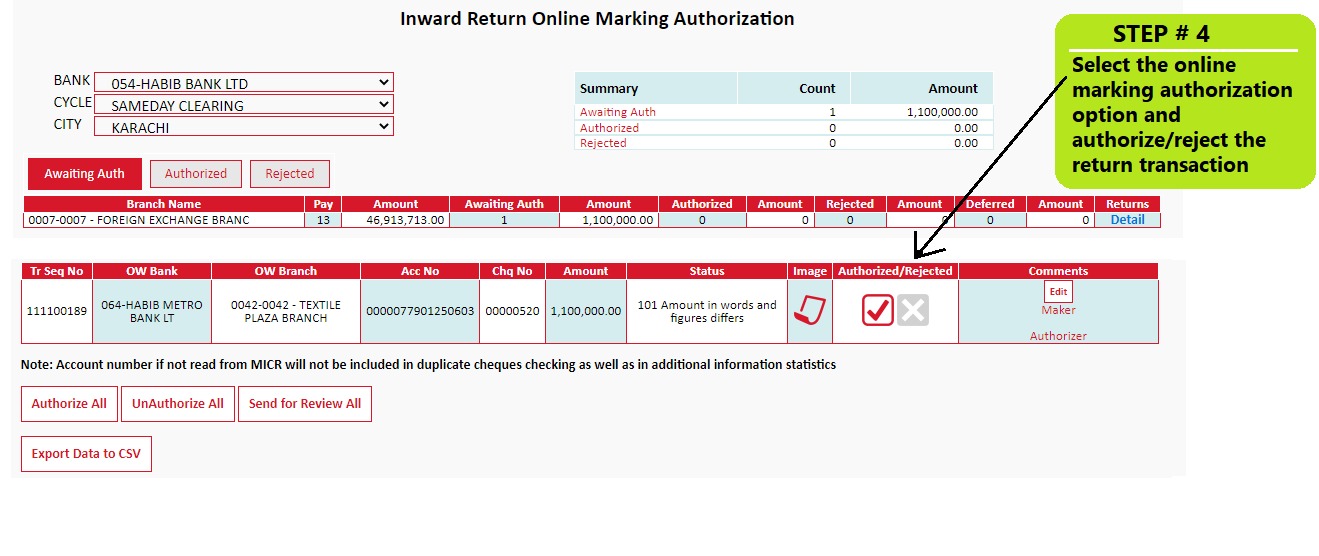 Inward Return Online Marking Authorization
STEP # 4
Select the online
marking authorization
option and
authorize/reject the
return transaction
BANK 054-HABIB BANK LTD
CYCLE SAMEDAY CLEARING
CITY KARACHI
Summary Count Amount
Awaiting Auth 1 1,100,000.00
Authorized 0 0.00
Rejected 0 0.00
Awaiting Auth Authorized Rejected
Branch Name Pay Amount Awaiting Auth Amount Authorized Amount Rejected Amount Deferred Amount Returns
0007-0007 - FOREIGN EXCHANGE BRANC 13 46,913,713.00 1 1,100,000.00 0 0 0 0 0 0 Detail
Tr Seq No OW Bank OW Branch Acc No Chq No Amount Status Image Authorized/Rejected Comments
111100189 064-HABIB METRO BANK LT 0042-0042 - TEXTILE PLAZA BRANCH 0000077901250603 00000520 1,100,000.00 101 Amount in words and figures differs Edit
Maker
Authorizer
Note: Account number if not read from MICR will not be included in duplicate cheques checking as well as in additional information statistics
Authorize All UnAuthorize All Send for Review All
Export Data to CSV